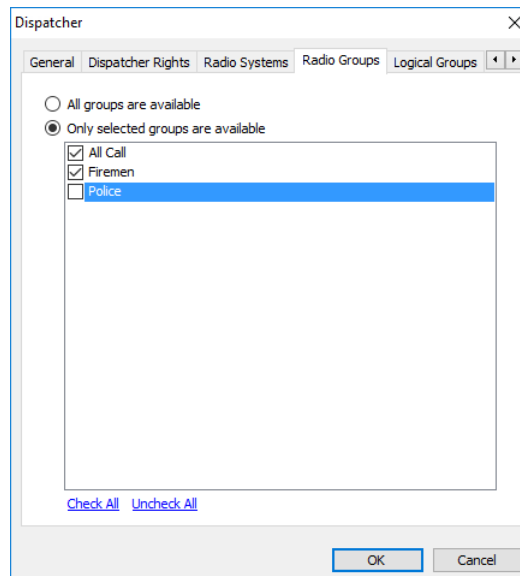 Dispatcher
General Dispatcher Rights Radio Systems Radio Groups Logical Groups
All groups are available
Only selected groups are available
All Call
Firemen
Police
Check All Uncheck All
OK Cancel